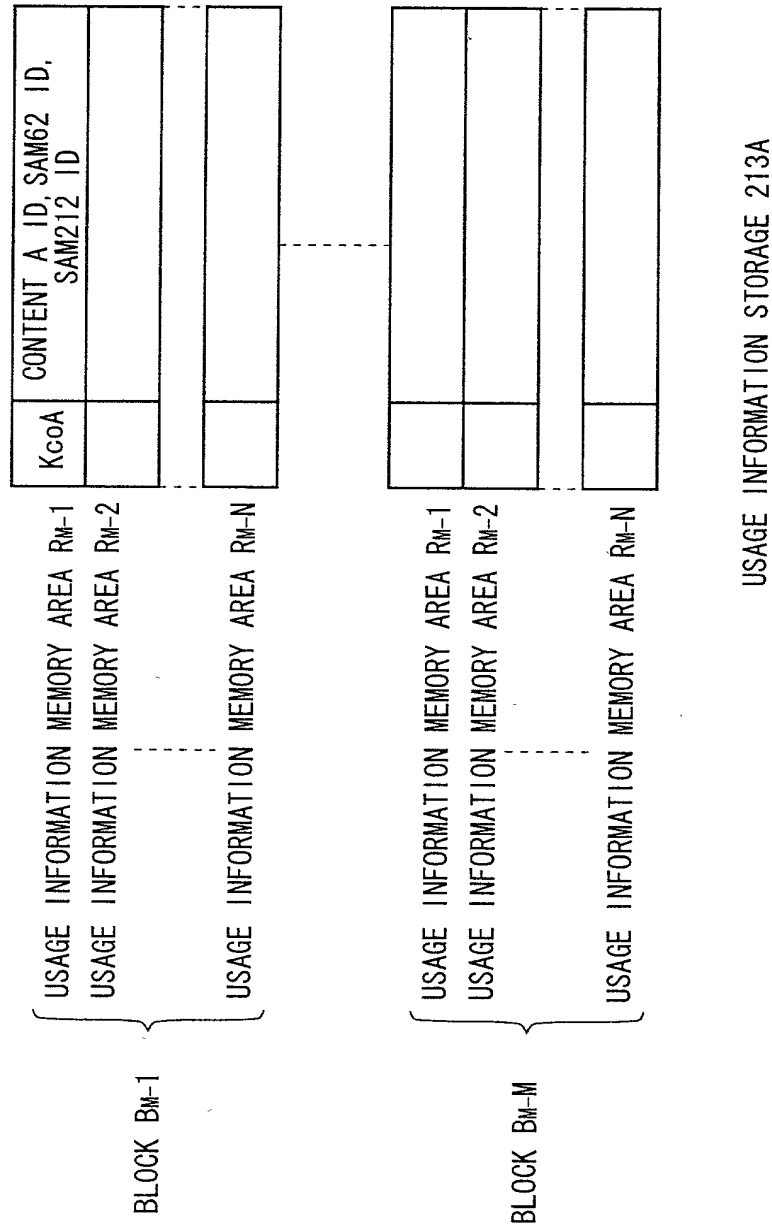 BLOCK BM-1
USAGE INFORMATION MEMORY AREA RM-1
KcoA
CONTENT A ID, SAM62 ID,
SAM212 ID
USAGE INFORMATION MEMORY AREA RM-2
USAGE INFORMATION MEMORY AREA RM-N
BLOCK BM-M
USAGE INFORMATION MEMORY AREA RM-1
USAGE INFORMATION MEMORY AREA RM-2
USAGE INFORMATION MEMORY AREA RM-N
USAGE INFORMATION STORAGE 213A